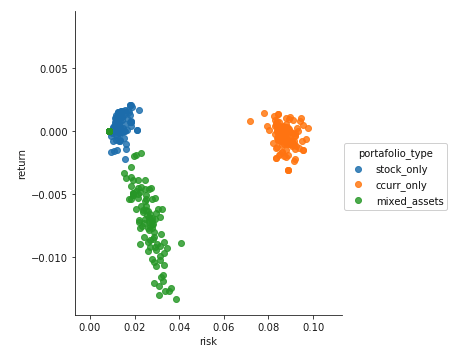 0.005
0.000
−0.005
−0.010
return
0.00 0.02 0.04 0.06 0.08 0.10
risk
portafolio_type
stock_only
ccurr_only
mixed_assets